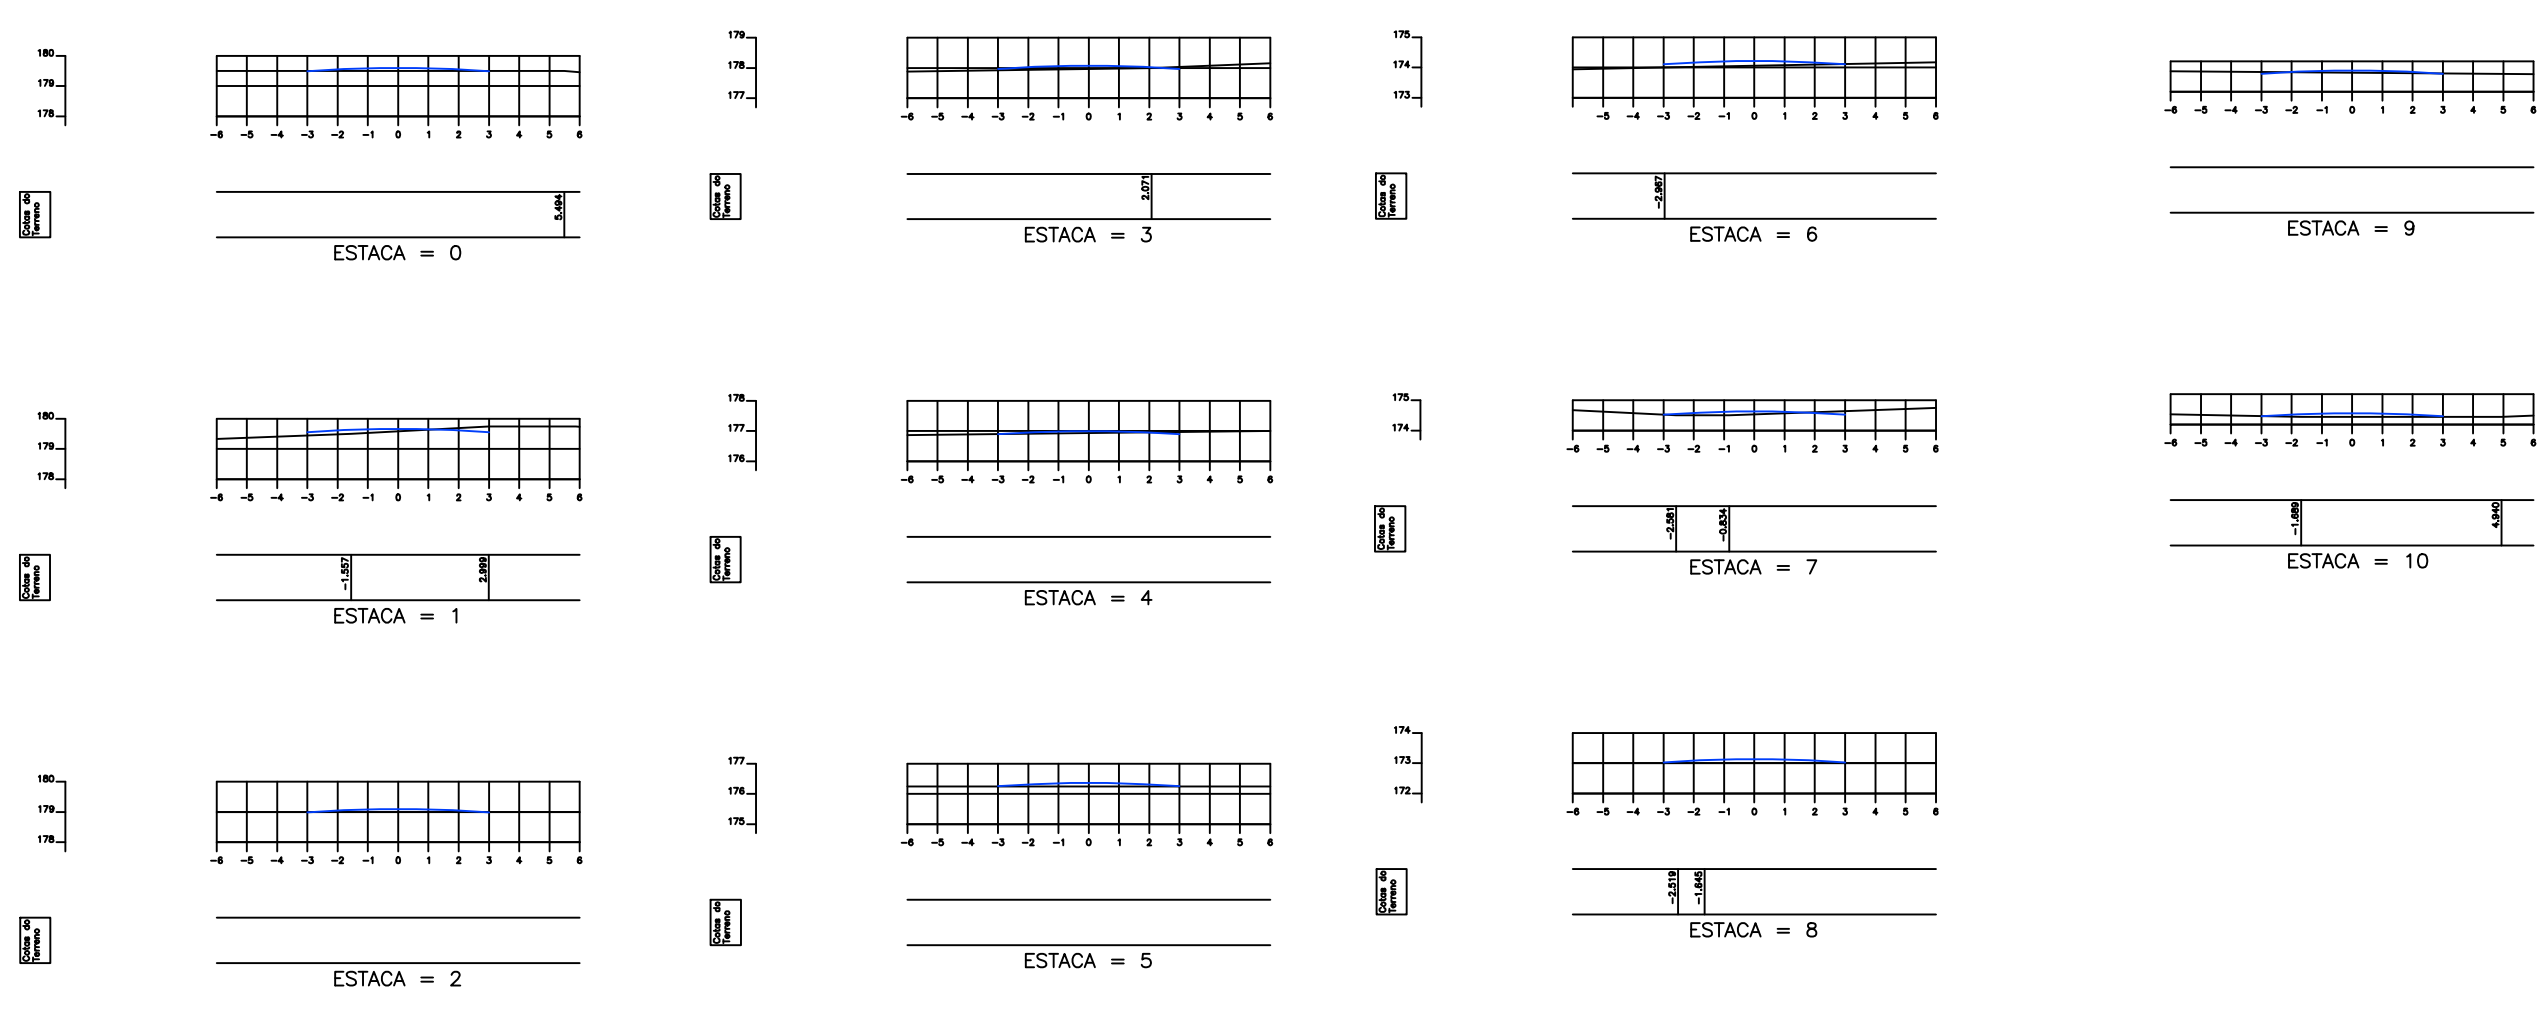 180
179
178
-6 -5 -4 -3 -2 -1 0 1 2 3 4 5 6
Cotas do
Terreno
5.494
ESTACA = 0
180
179
178
-6 -5 -4 -3 -2 -1 0 1 2 3 4 5 6
Cotas do
Terreno
-1.557 2.999
ESTACA = 1
180
179
178
-6 -5 -4 -3 -2 -1 0 1 2 3 4 5 6
Cotas do
Terreno
ESTACA = 2
179
178
177
-6 -5 -4 -3 -2 -1 0 1 2 3 4 5 6
Cotas do
Terreno
2.071
ESTACA = 3
178
177
176
-6 -5 -4 -3 -2 -1 0 1 2 3 4 5 6
Cotas do
Terreno
ESTACA = 4
177
176
175
-6 -5 -4 -3 -2 -1 0 1 2 3 4 5 6
Cotas do
Terreno
ESTACA = 5
175
174
173
-5 -4 -3 -2 -1 0 1 2 3 4 5 6
Cotas do
Terreno
-2.967
ESTACA = 6
175
174
-6 -5 -4 -3 -2 -1 0 1 2 3 4 5 6
Cotas do
Terreno
-2.581 -0.834
ESTACA = 7
174
173
172
-6 -5 -4 -3 -2 -1 0 1 2 3 4 5 6
Cotas do
Terreno
-2.519 -1.645
ESTACA = 8
-6 -5 -4 -3 -2 -1 0 1 2 3 4 5 6
ESTACA = 9
-6 -5 -4 -3 -2 -1 0 1 2 3 4 5 6
-1.689 4.940
ESTACA = 10